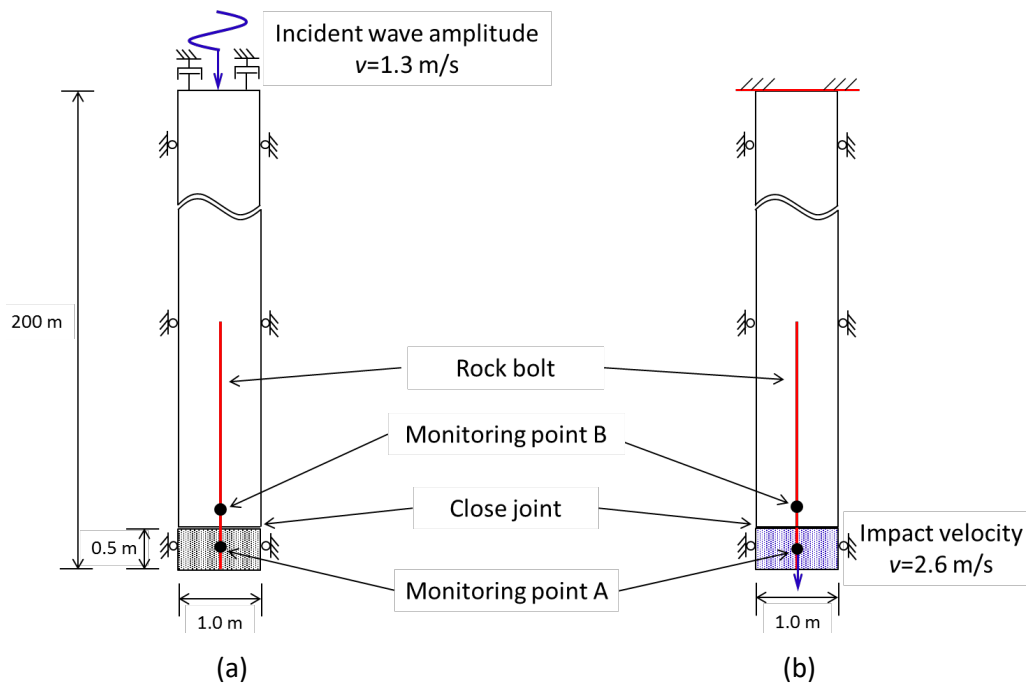 Incident wave amplitude
v=1.3 m/s
200 m
Rock bolt
Monitoring point B
Close joint
0.5 m
Impact velocity
v=2.6 m/s
Monitoring point A
1.0 m
1.0 m
(a)
(b)